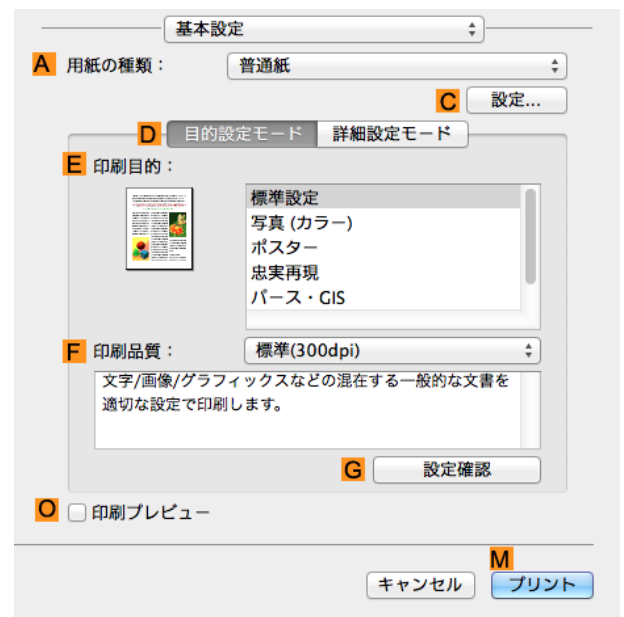 基本設定
A 用紙の種類： 普通紙
C 設定...
D 目的設定モード 詳細設定モード
E 印刷目的：
標準設定
写真 (カラー)
ポスター
忠実再現
パース・GIS
F 印刷品質： 標準(300dpi)
文字/画像/グラフィックスなどの混在する一般的な文書を
適切な設定で印刷します。
G 設定確認
O 印刷プレビュー
M
キャンセル プリント